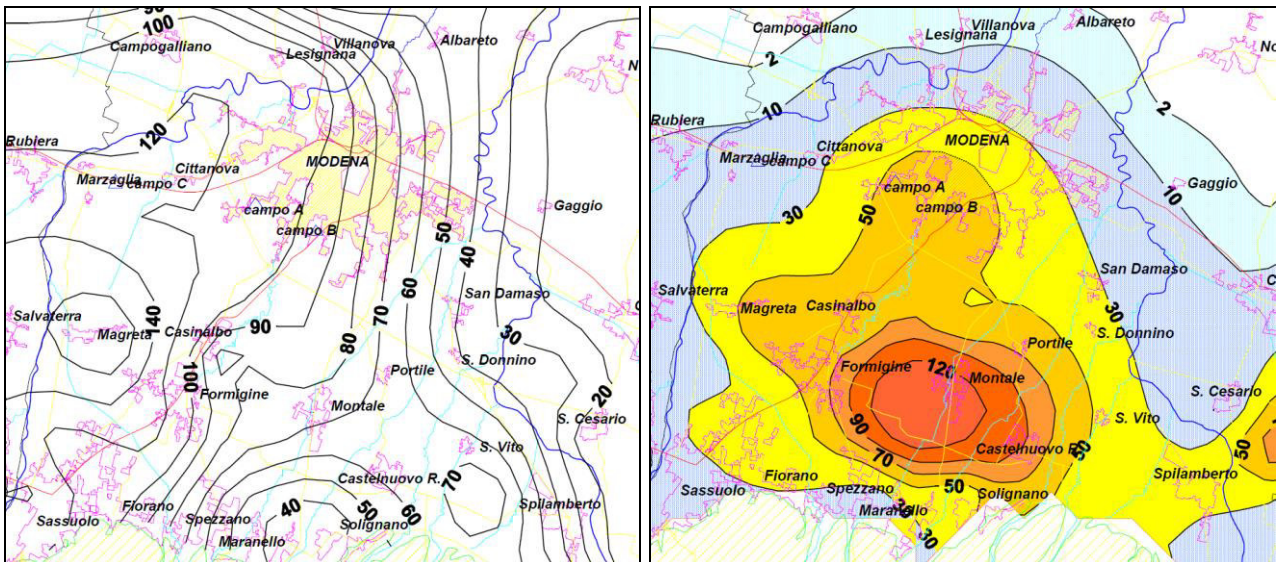 90
100
Campogalliano
Lesignana
Villanova
Albareto
120
Rubiera
Cittanova
MODENA
Marzaglia
campo C
campo A
campo B
Gaggio
50
40
60
San Damaso
Salvaterra
Magreta
140
Casinalbo
90
80
70
30
S. Donnino
100
Formigine
Portile
20
Montale
S. Cesario
S. Vito
Castelnuovo R.
70
Sassuolo
Fiorano
Spezzano
40
50
60
Solignano
Spilamberto
Maranello
2
Campogalliano
Lesignana
Villanova
Albareto
2
10
2
Rubiera
Cittanova
MODENA
Marzaglia
campo C
campo A
campo B
Gaggio
10
30
50
San Damaso
Salvaterra
Magreta
Casinalbo
30
S. Donnino
Portile
Formigine
120
Montale
S. Cesario
90
S. Vito
70
Castelnuovo R.
50
50
Sassuolo
Fiorano
Spezzano
50
Solignano
Spilamberto
Maranello
30
30